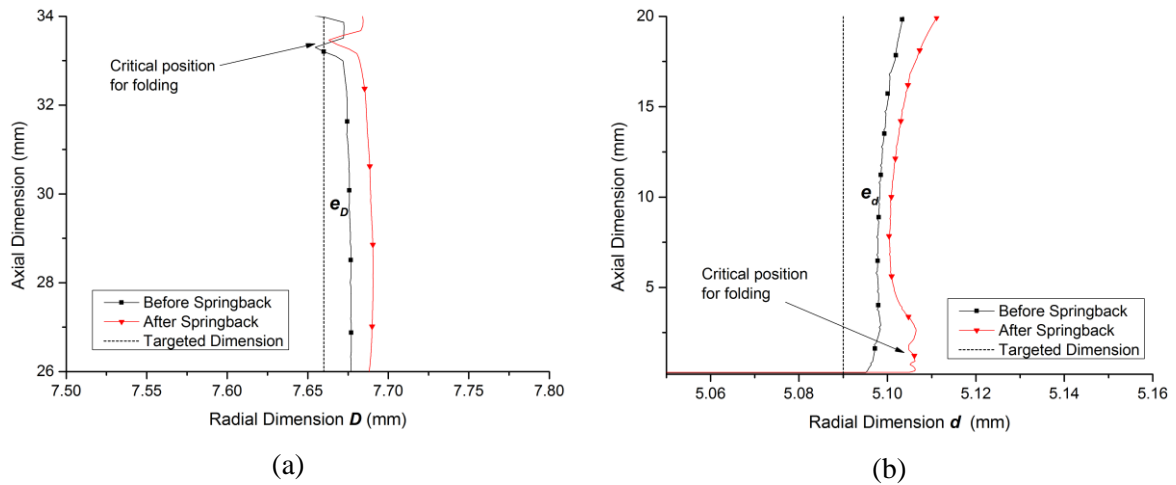 34
32
30
28
26
Axial Dimension (mm)
Critical position
for folding
e_D
Before Springback
After Springback
Targeted Dimension
7.50 7.55 7.60 7.65 7.70 7.75 7.80
Radial Dimension D (mm)
(a)
20
15
10
5
Axial Dimension (mm)
e_d
Critical position
for folding
Before Springback
After Springback
Targeted Dimension
5.06 5.08 5.10 5.12 5.14 5.16
Radial Dimension d (mm)
(b)